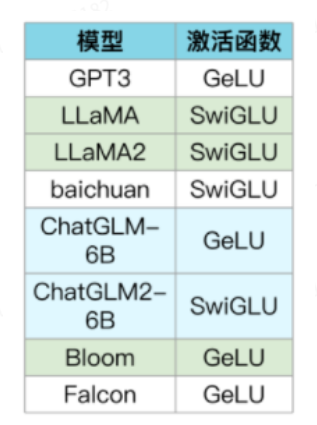 模型 激活函数
GPT3 GeLU
LLaMA SwiGLU
LLaMA2 SwiGLU
baichuan SwiGLU
ChatGLM-
6B GeLU
ChatGLM2-
6B SwiGLU
Bloom GeLU
Falcon GeLU